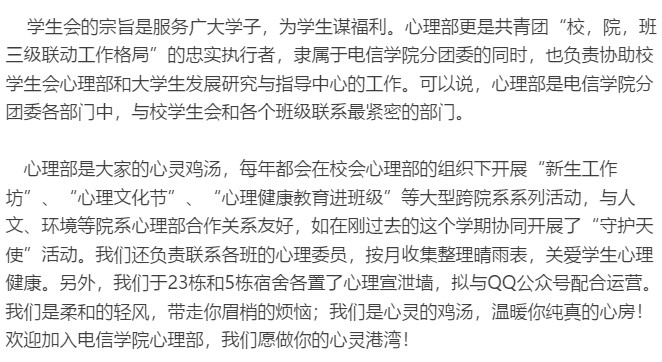 学生会的宗旨是服务广大学子，为学生谋福利。心理部更是共青团“校，院，班
三级联动工作格局”的忠实执行者，隶属于电信学院分团委的同时，也负责协助校
学生会心理部和大学生发展研究与指导中心的工作。可以说，心理部是电信学院分
团委各部门中，与校学生会和各个班级联系最紧密的部门。
心理部是大家的心灵鸡汤，每年都会在校会心理部的组织下开展“新生工作
坊”、“心理文化节”、“心理健康教育进班级”等大型跨院系系列活动，与人
文、环境等院系心理部合作关系友好，如在刚过去的这个学期协同开展了“守护天
使”活动。我们还负责联系各班的心理委员，按月收集整理晴雨表，关爱学生心理
健康。另外，我们于23栋和5栋宿舍各置了心理宣泄墙，拟与QQ公众号配合运营。
我们是柔和的轻风，带走你眉梢的烦恼；我们是心灵的鸡汤，温暖你纯真的心房！
欢迎加入电信学院心理部，我们愿做你的心灵港湾！